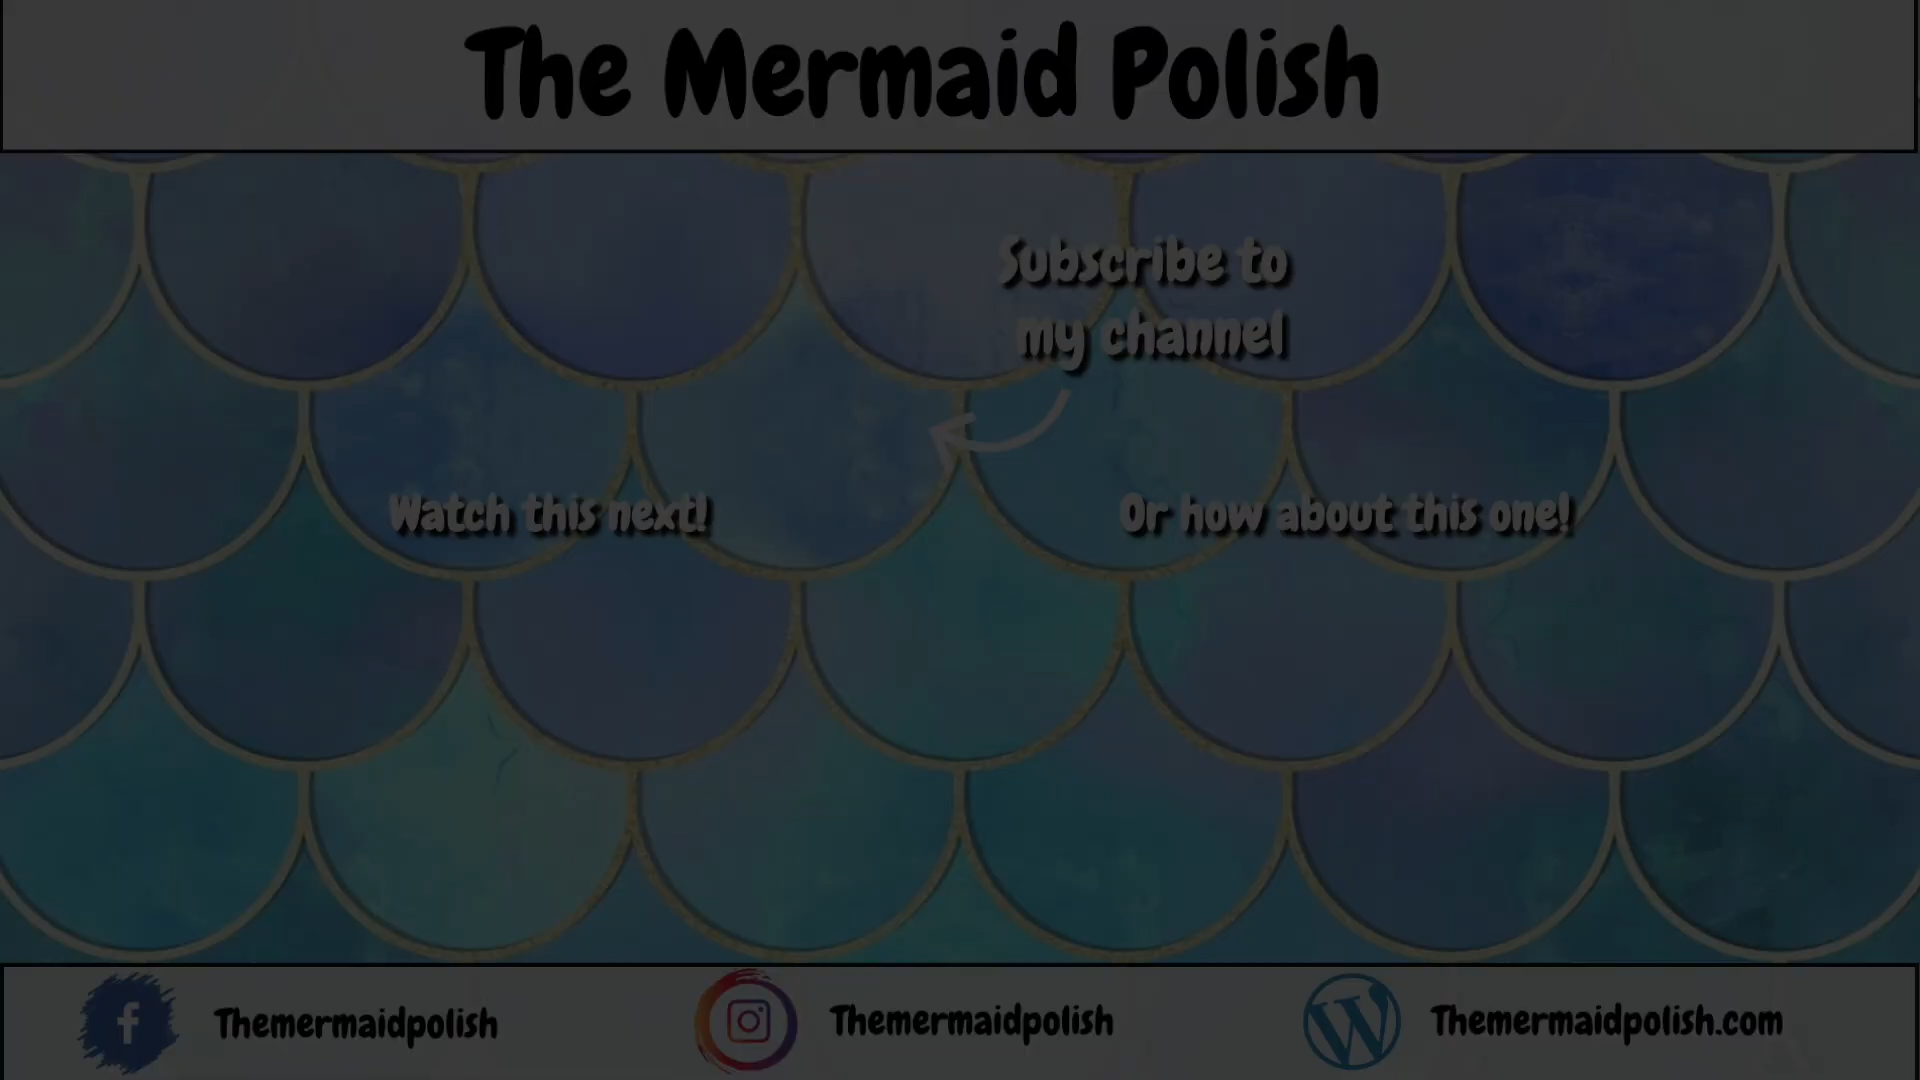 The Mermaid Polish
Subscribe to
my channel
Watch this next!
Or how about this one!
Themermaidpolish
Themermaidpolish
Themermaidpolish.com